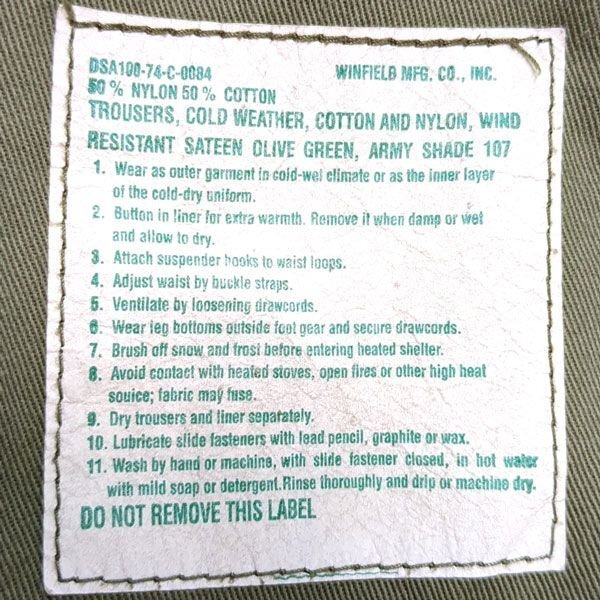 DSA100-74-C-0084 WINFIELD MFG. CO., INC.
50 % NYLON 50 % COTTON
TROUSERS, COLD WEATHER, COTTON AND NYLON, WIND
RESISTANT SATEEN OLIVE GREEN, ARMY SHADE 107
1. Wear as outer garment in cold-wet climate or as the inner layer
of the cold-dry uniform.
2. Button in liner for extra warmth. Remove it when damp or wet
and allow to dry.
3. Attach suspender hooks to waist loops.
4. Adjust waist by buckle straps.
5. Ventilate by loosening drawcords.
6. Wear leg bottoms outside foot gear and secure drawcords.
7. Brush off snow and frost before entering heated shelter.
8. Avoid contact with heated stoves, open fires or other high heat
source; fabric may fuse.
9. Dry trousers and liner separately.
10. Lubricate slide fasteners with lead pencil, graphite or wax.
11. Wash by hand or machine, with slide fastener closed, in hot water
with mild soap or detergent.Rinse thoroughly and drip or machine dry.
DO NOT REMOVE THIS LABEL